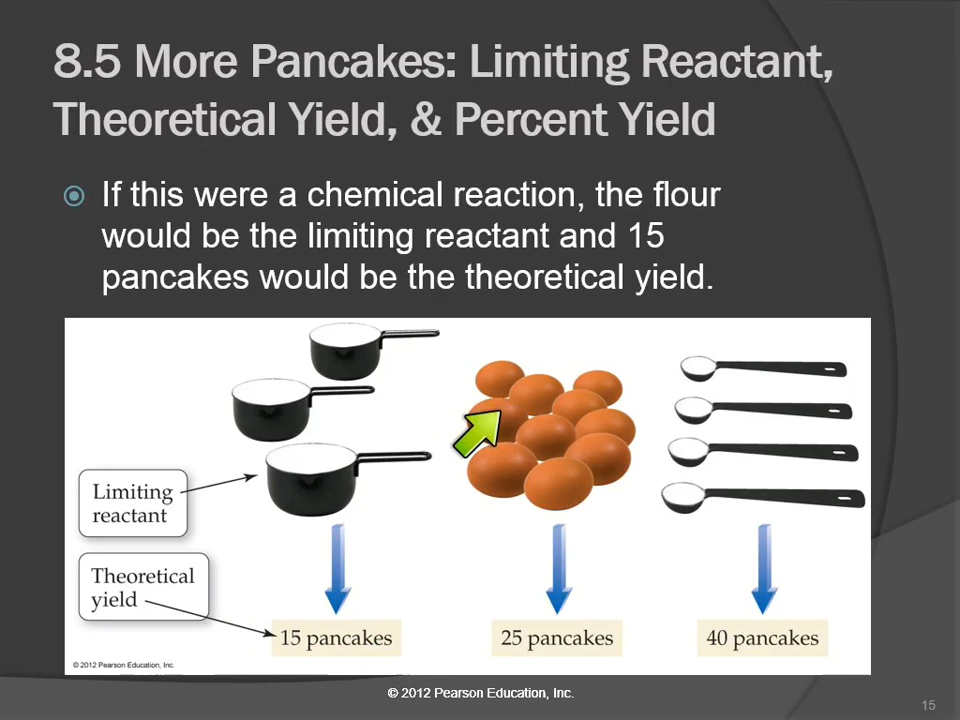 8.5 More Pancakes: Limiting Reactant,
Theoretical Yield, & Percent Yield
If this were a chemical reaction, the flour
would be the limiting reactant and 15
pancakes would be the theoretical yield.
Limiting
reactant
Theoretical
yield
15 pancakes
25 pancakes
40 pancakes
© 2012 Pearson Education, Inc.
© 2012 Pearson Education, Inc.
15